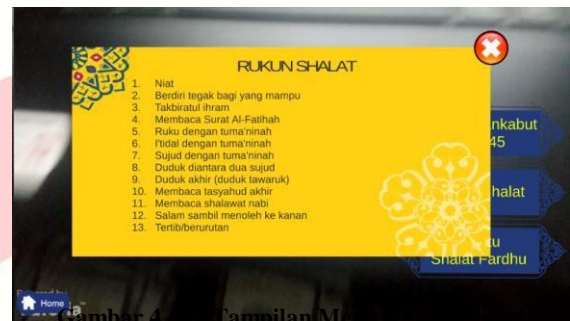 RUKUN SHALAT
1. Niat
2. Berdiri tegak bagi yang mampu
3. Takbiratul ihram
4. Membaca Surat Al-Fatihah
5. Ruku dengan tuma'ninah
6. I'tidal dengan tuma'ninah
7. Sujud dengan tuma'ninah
8. Duduk diantara dua sujud
9. Duduk akhir (duduk tawaruk)
10. Membaca tasyahud akhir
11. Membaca shalawat nabi
12. Salam sambil menoleh ke kanan
13. Tertib/berurutan
nkabut
45
halat
Shalat Fardhu
Home
Gambar 4. Tampilan